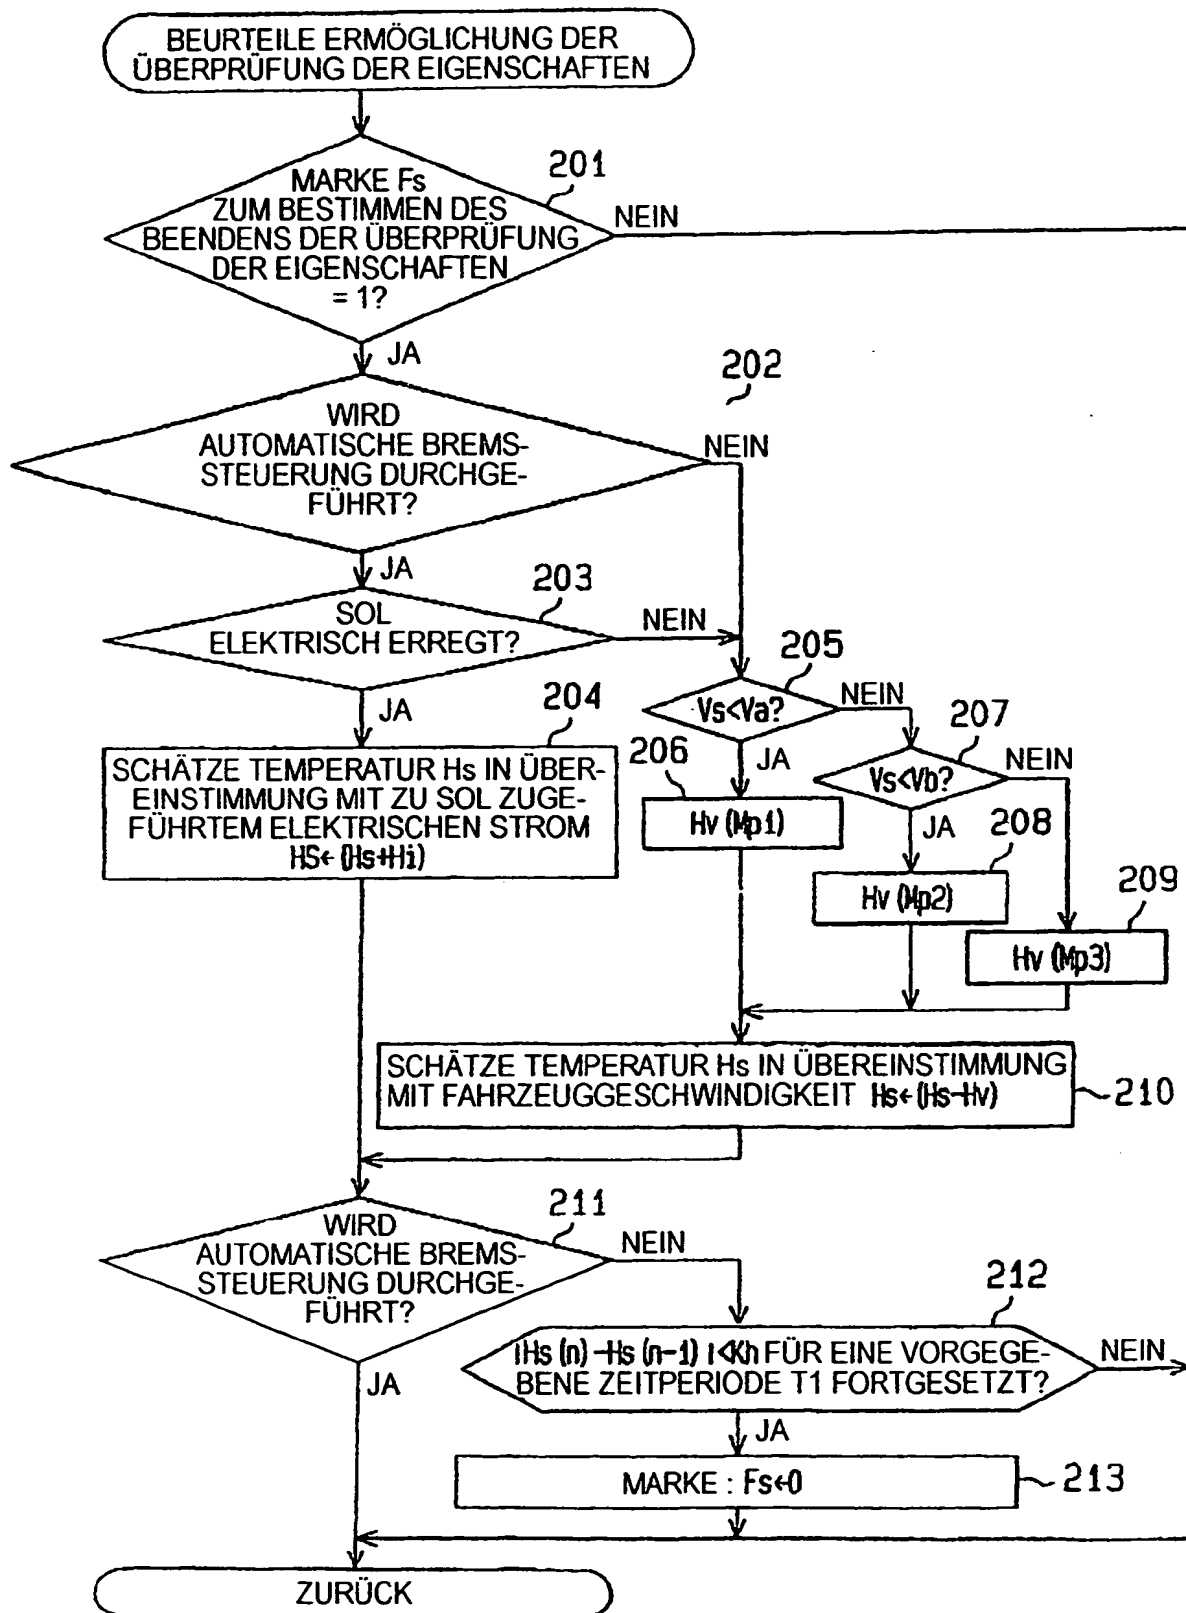 BEURTEILE ERMÖGLICHUNG DER
ÜBERPRÜFUNG DER EIGENSCHAFTEN
201
MARKE Fs
ZUM BESTIMMEN DES
BEENDENS DER ÜBERPRÜFUNG
DER EIGENSCHAFTEN
= 1?
NEIN
JA
202
WIRD
AUTOMATISCHE BREMS-
STEUERUNG DURCHGE-
FÜHRT?
NEIN
JA
203
SOL
ELEKTRISCH ERREGT?
NEIN
JA
204
SCHÄTZE TEMPERATUR Hs IN ÜBER-
EINSTIMMUNG MIT ZU SOL ZUGE-
FÜHRTEM ELEKTRISCHEN STROM
HS←(Hs+Hi)
205
Vs<Va?
NEIN
JA
206
Hv (Mp1)
207
Vs<Vb?
NEIN
JA
208
Hv (Mp2)
209
Hv (Mp3)
SCHÄTZE TEMPERATUR Hs IN ÜBEREINSTIMMUNG
MIT FAHRZEUGGESCHWINDIGKEIT Hs←(Hs-Hv)
210
211
WIRD
AUTOMATISCHE BREMS-
STEUERUNG DURCHGE-
FÜHRT?
NEIN
JA
212
|Hs (n) -Hs (n-1) |<Kh FÜR EINE VORGEGE-
BENE ZEITPERIODE T1 FORTGESETZT?
NEIN
JA
MARKE : Fs←0
213
ZURÜCK